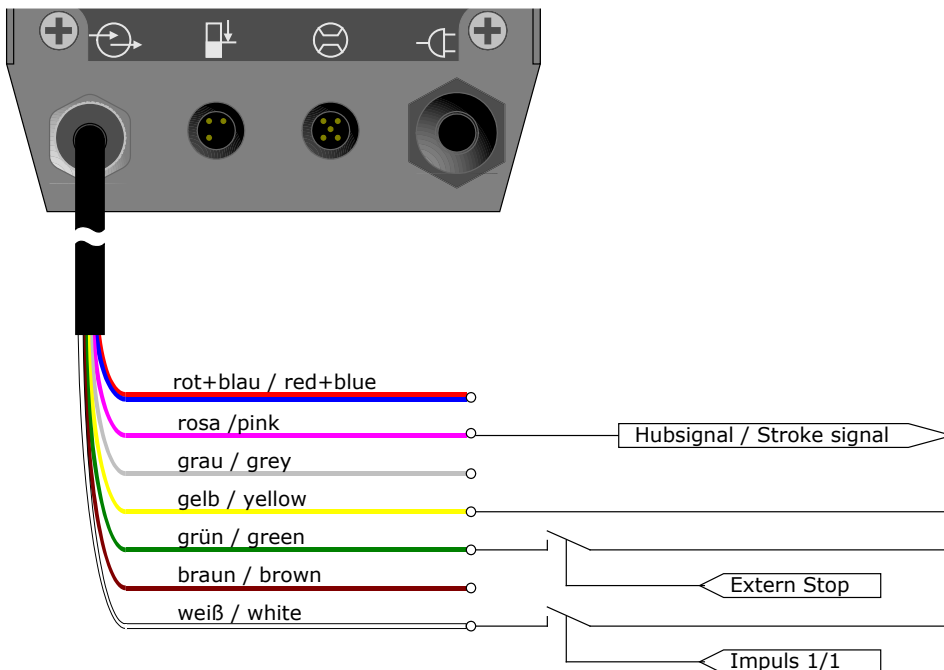 rot+blau / red+blue
rosa /pink
Hubsignal / Stroke signal
grau / grey
gelb / yellow
grün / green
braun / brown
Extern Stop
weiß / white
Impuls 1/1